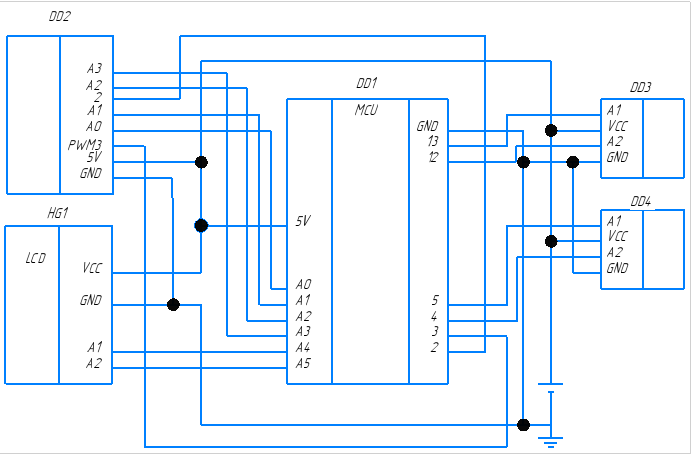 DD2
A3
A2
2
A1
A0
PWM3
5V
GND
HG1
LCD
VCC
GND
A1
A2
DD1
MCU
GND
13
12
5V
A0
A1
A2
A3
A4
A5
5
4
3
2
DD3
A1
VCC
A2
GND
DD4
A1
VCC
A2
GND